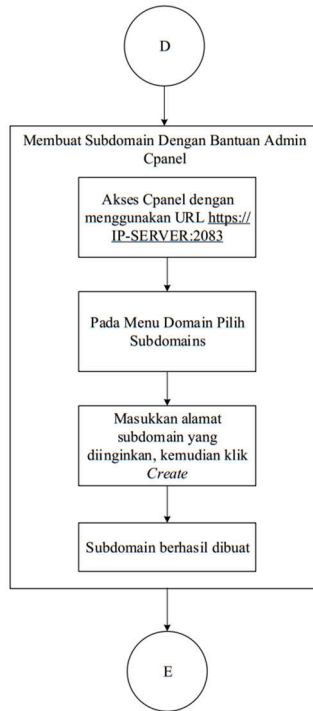 D
Membuat Subdomain Dengan Bantuan Admin
Cpanel
Akses Cpanel dengan
menggunakan URL https://
IP-SERVER:2083
Pada Menu Domain Pilih
Subdomains
Masukkan alamat
subdomain yang
diinginkan, kemudian klik
Create
Subdomain berhasil dibuat
E